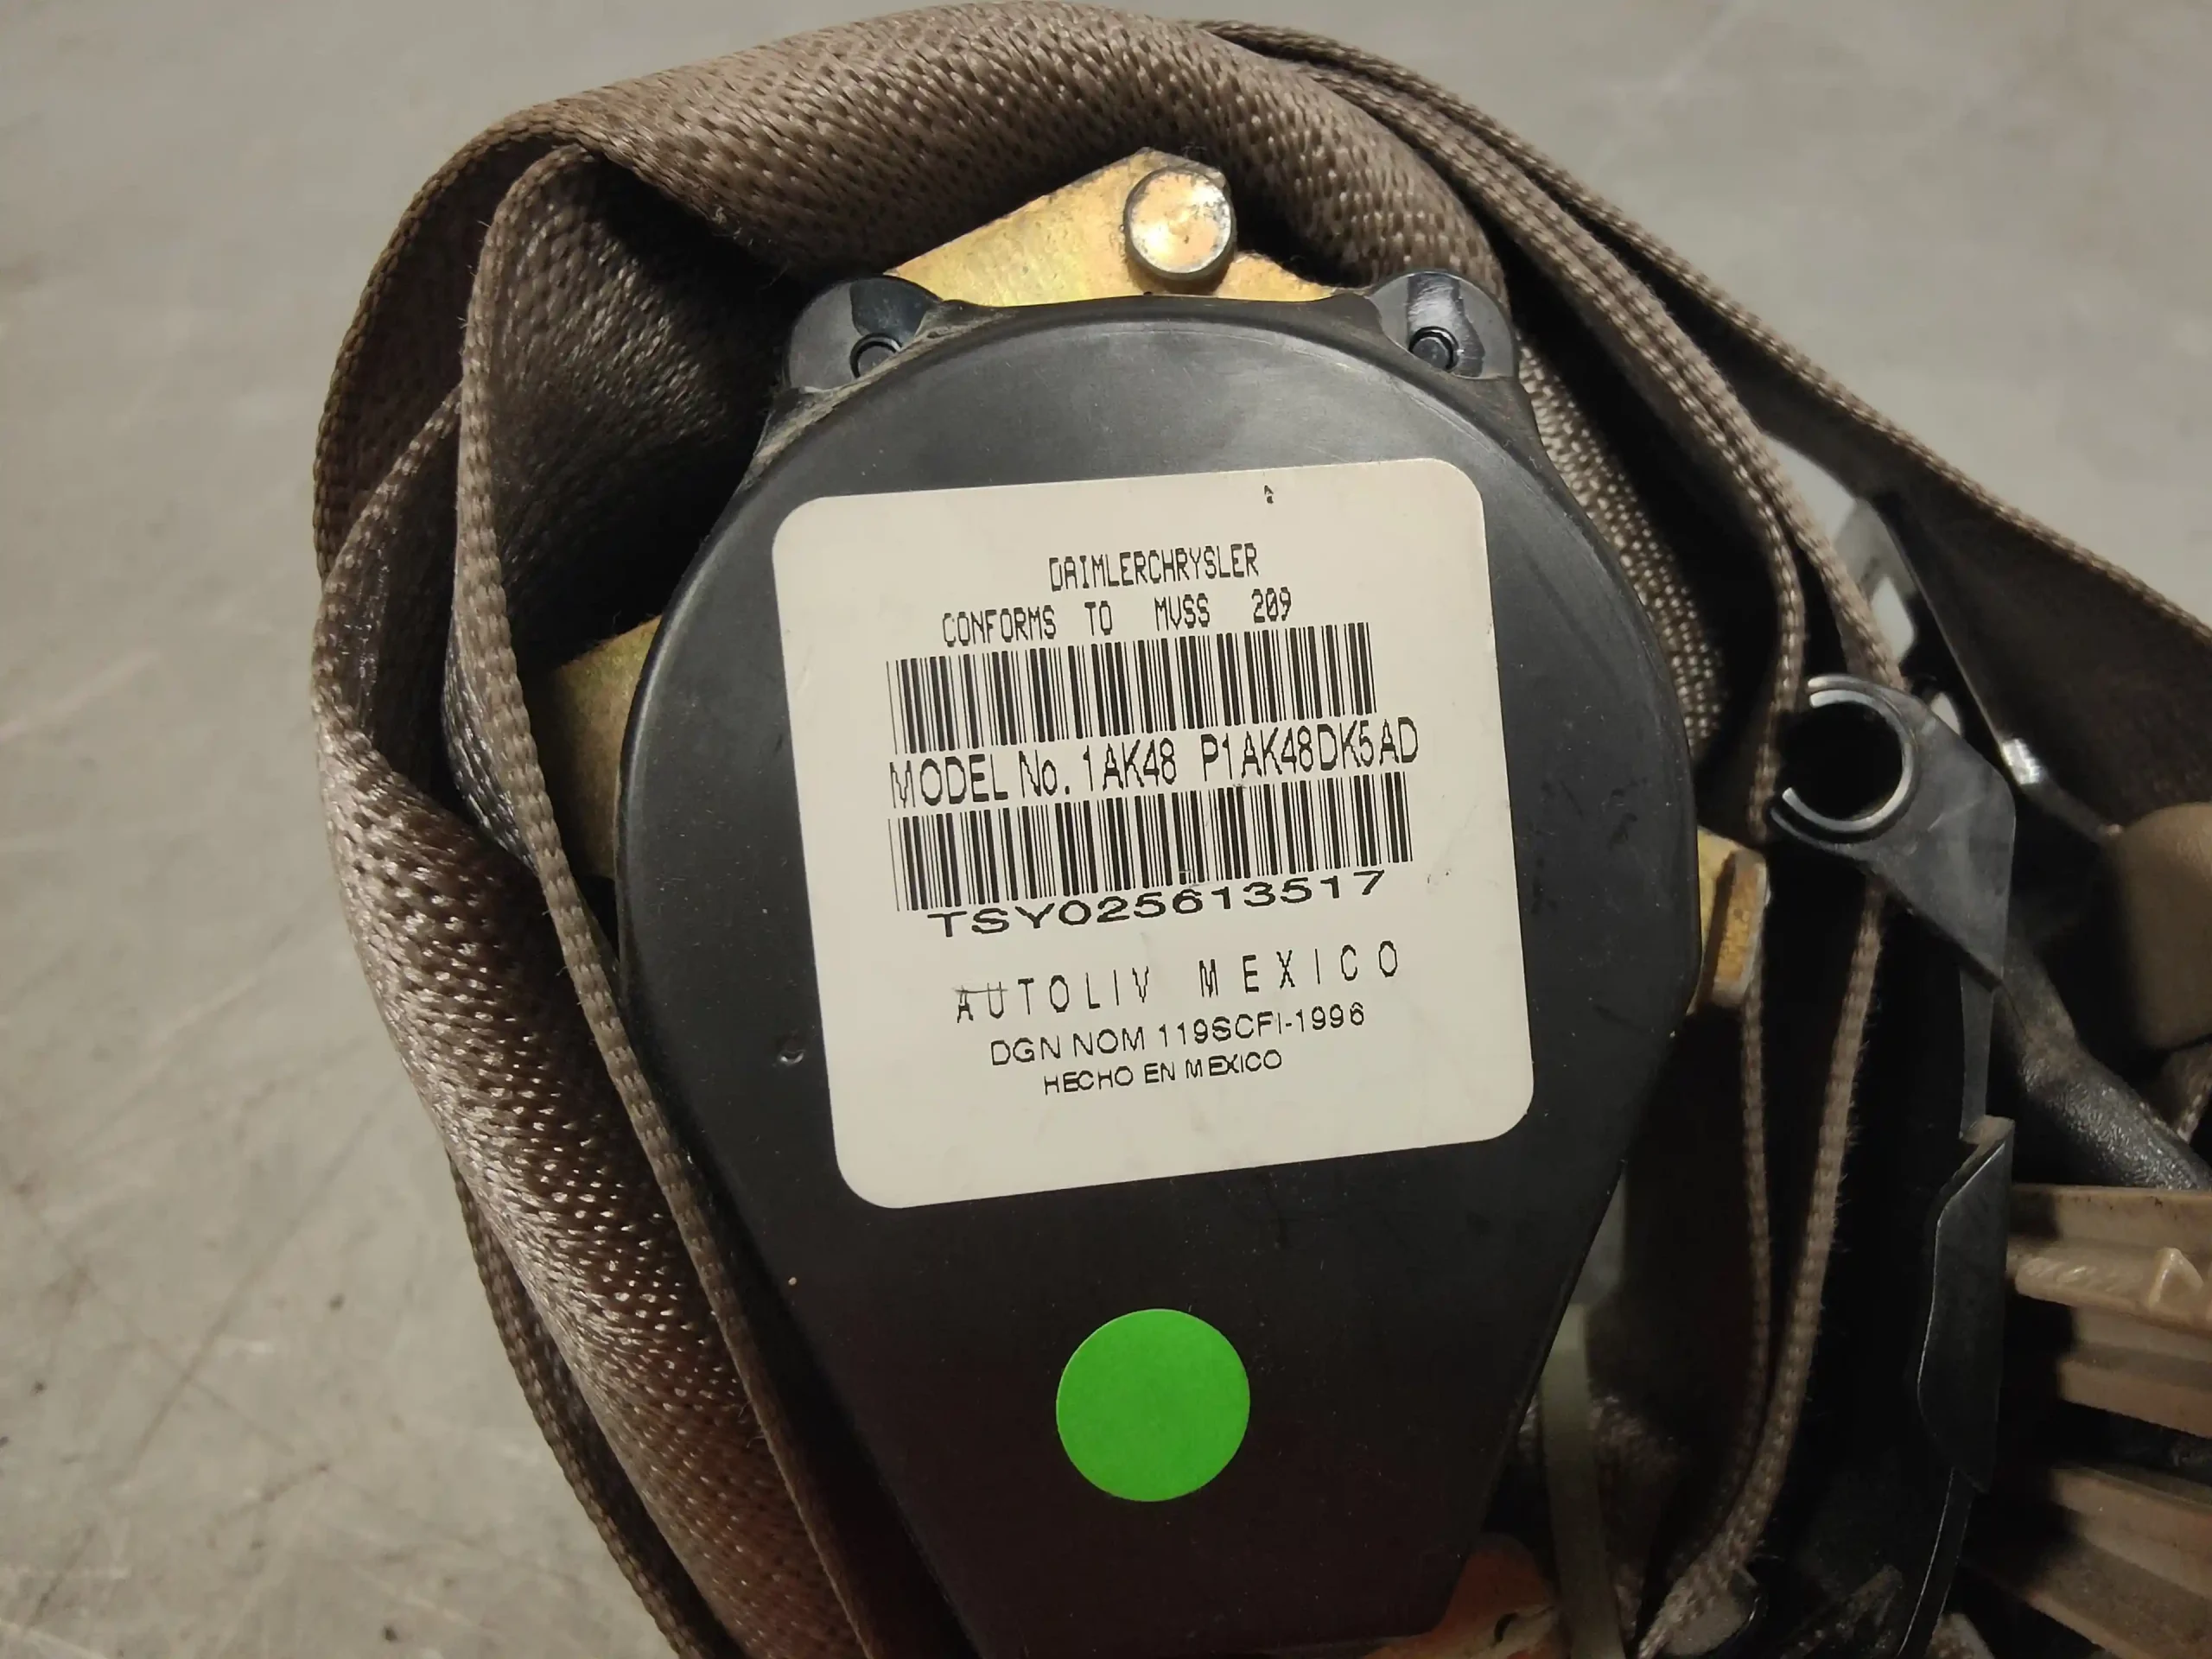 DAIMLERCHRYSLER
CONFORMS TO MVSS 209
MODEL No. 1AK48 P1AK48DK5AD
TSY025613517
AUTOLIV MEXICO
DGN NOM 119SCFI-1996
HECHO EN MEXICO